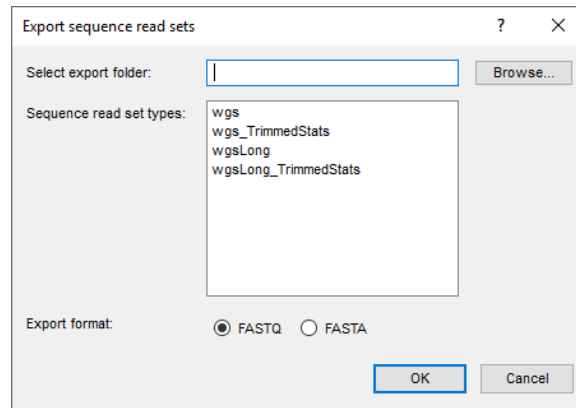 Export sequence read sets ?
Select export folder: Browse...
Sequence read set types: wgs
wgs_TrimmedStats
wgsLong
wgsLong_TrimmedStats
Export format: FASTQ FASTA
OK Cancel